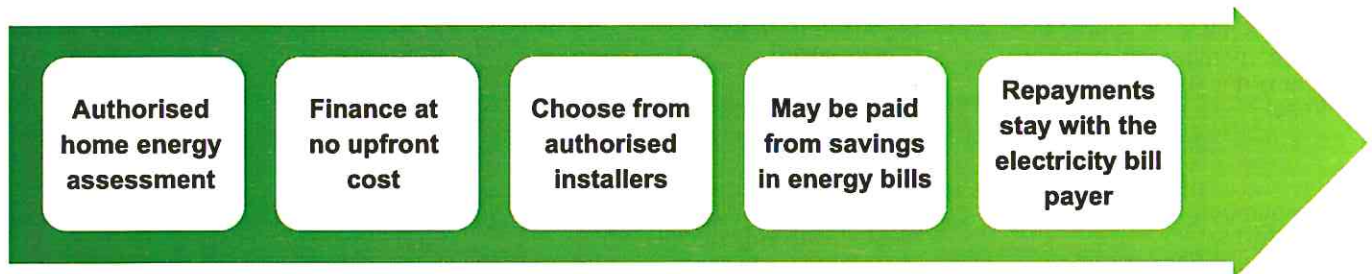 Authorised
home energy
assessment
Finance at
no upfront
cost
Choose from
authorised
installers
May be paid
from savings
in energy bills
Repayments
stay with the
electricity bill
payer